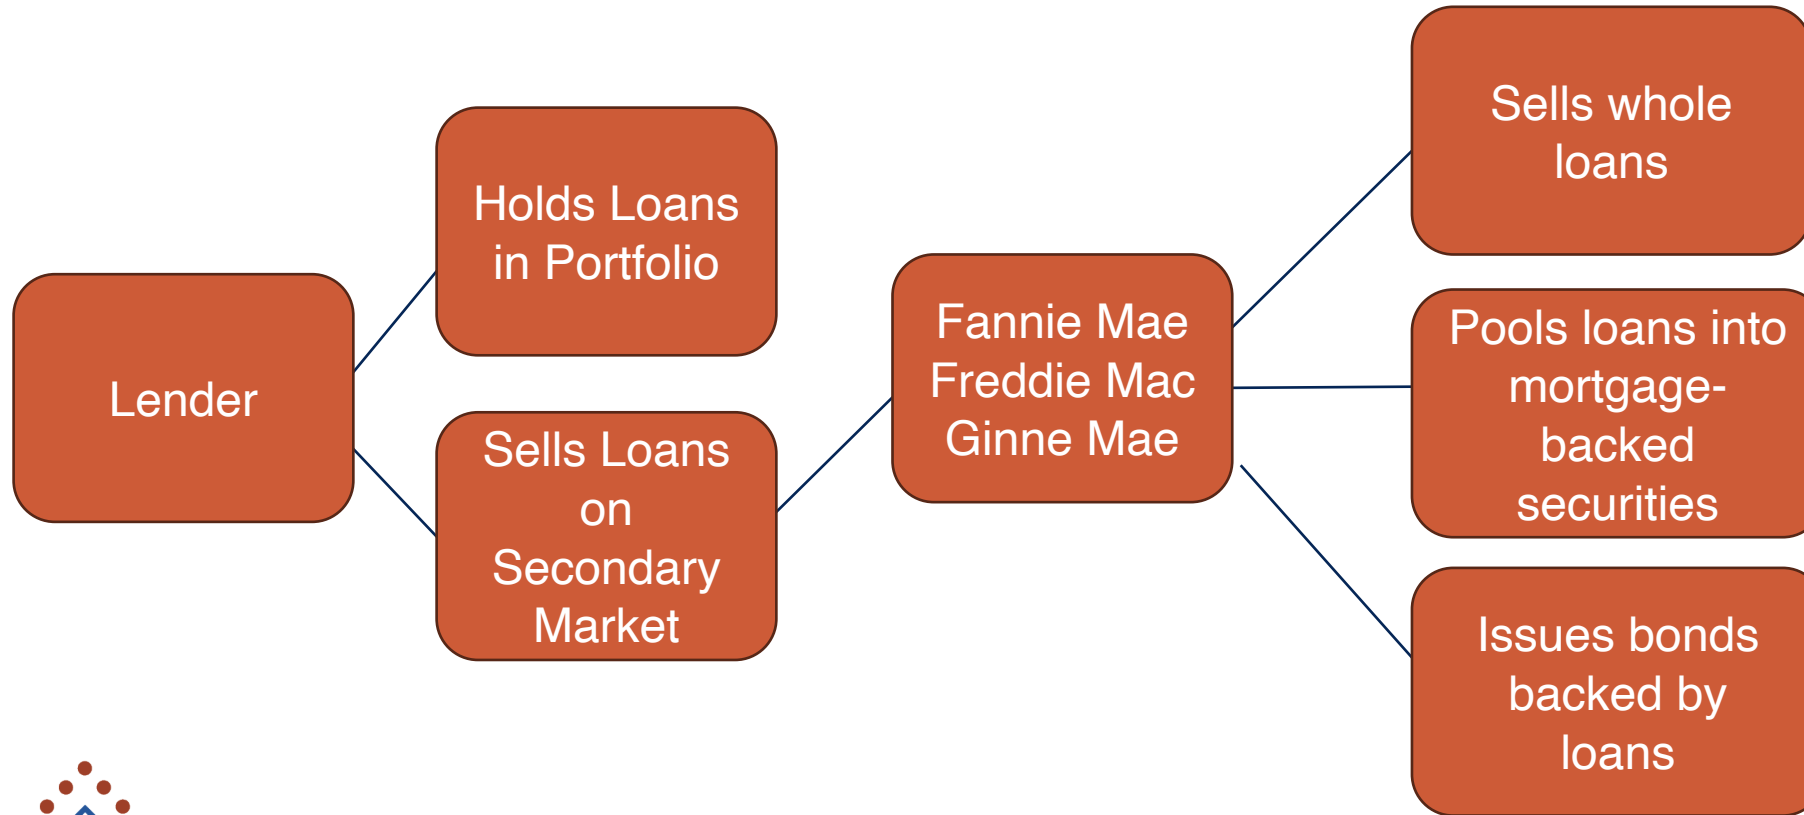 Lender
Holds Loans
in Portfolio
Sells Loans
on
Secondary
Market
Fannie Mae
Freddie Mac
Ginne Mae
Sells whole
loans
Pools loans into
mortgage-
backed
securities
Issues bonds
backed by
loans